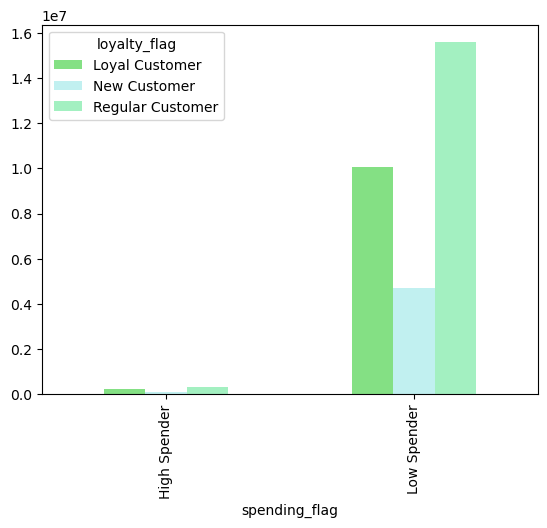 1e7
loyalty_flag
Loyal Customer
New Customer
Regular Customer
1.6
1.4
1.2
1.0
0.8
0.6
0.4
0.2
0.0
High Spender
Low Spender
spending_flag